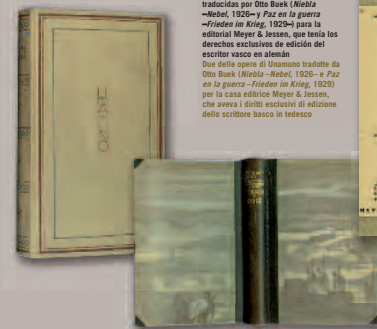 traducidas por Otto Buek (Niebla
–Nebel, 1926– y Paz en la guerra
–Frieden im Krieg, 1929–) para la
editorial Meyer & Jessen, que tenía los
derechos exclusivos de edición del
escritor vasco en alemán
Due delle opere di Unamuno tradotte da
Otto Buek (Niebla –Nebel, 1926– e Paz
en la guerra –Frieden im Krieg, 1929)
per la casa editrice Meyer & Jessen,
che aveva i diritti esclusivi di edizione
dello scrittore basco in tedesco